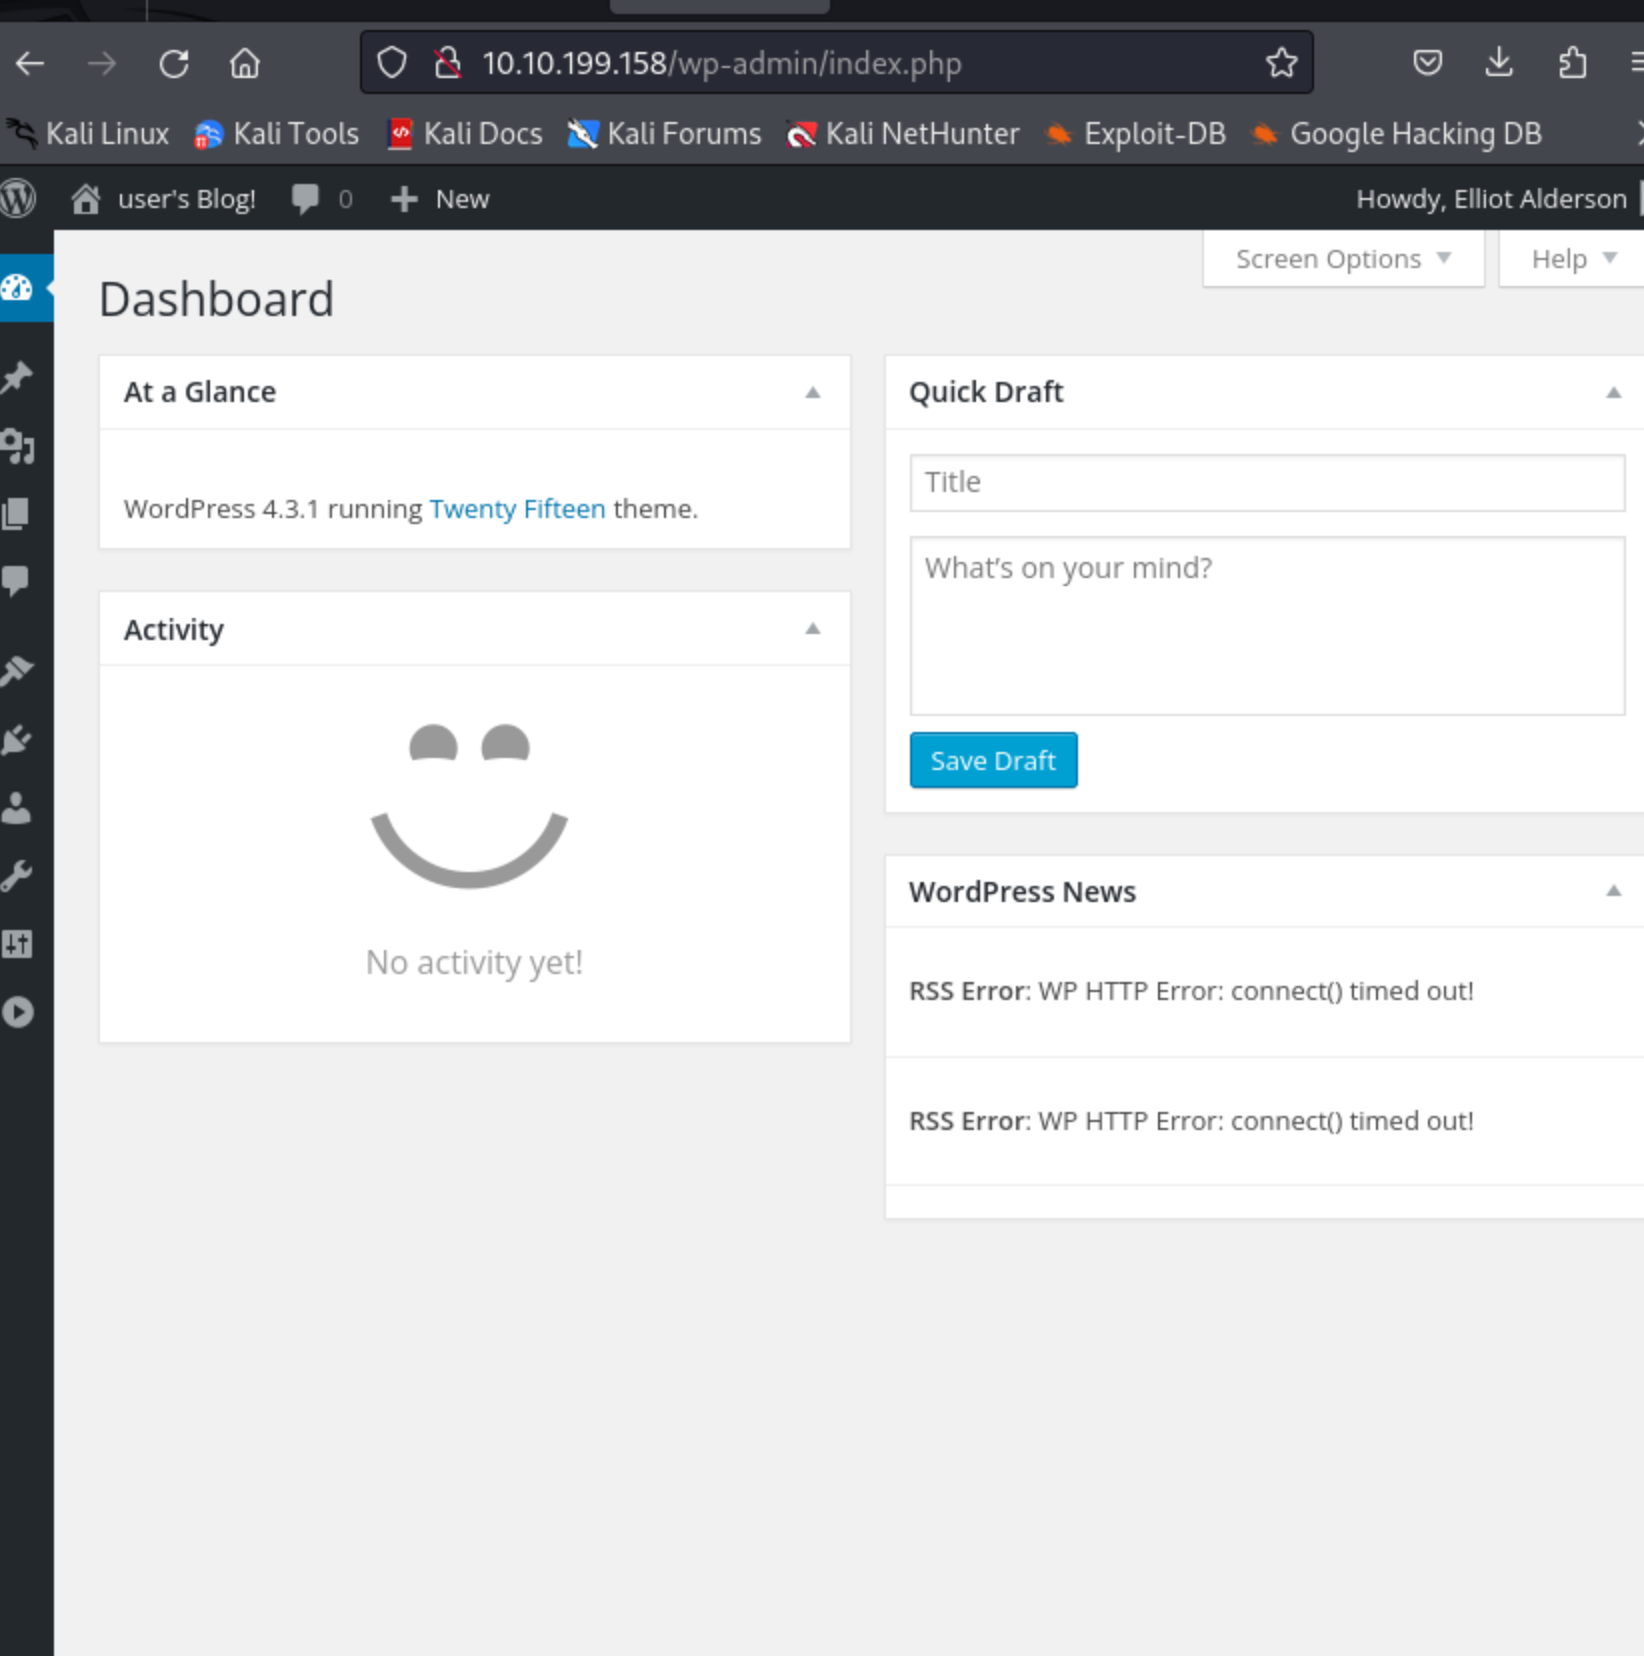 10.10.199.158/wp-admin/index.php
Kali Linux Kali Tools Kali Docs Kali Forums Kali NetHunter Exploit-DB Google Hacking DB
user's Blog! 0 New Howdy, Elliot Alderson
Screen Options Help
Dashboard
At a Glance
WordPress 4.3.1 running Twenty Fifteen theme.
Activity
No activity yet!
Quick Draft
Title
What's on your mind?
Save Draft
WordPress News
RSS Error: WP HTTP Error: connect() timed out!
RSS Error: WP HTTP Error: connect() timed out!